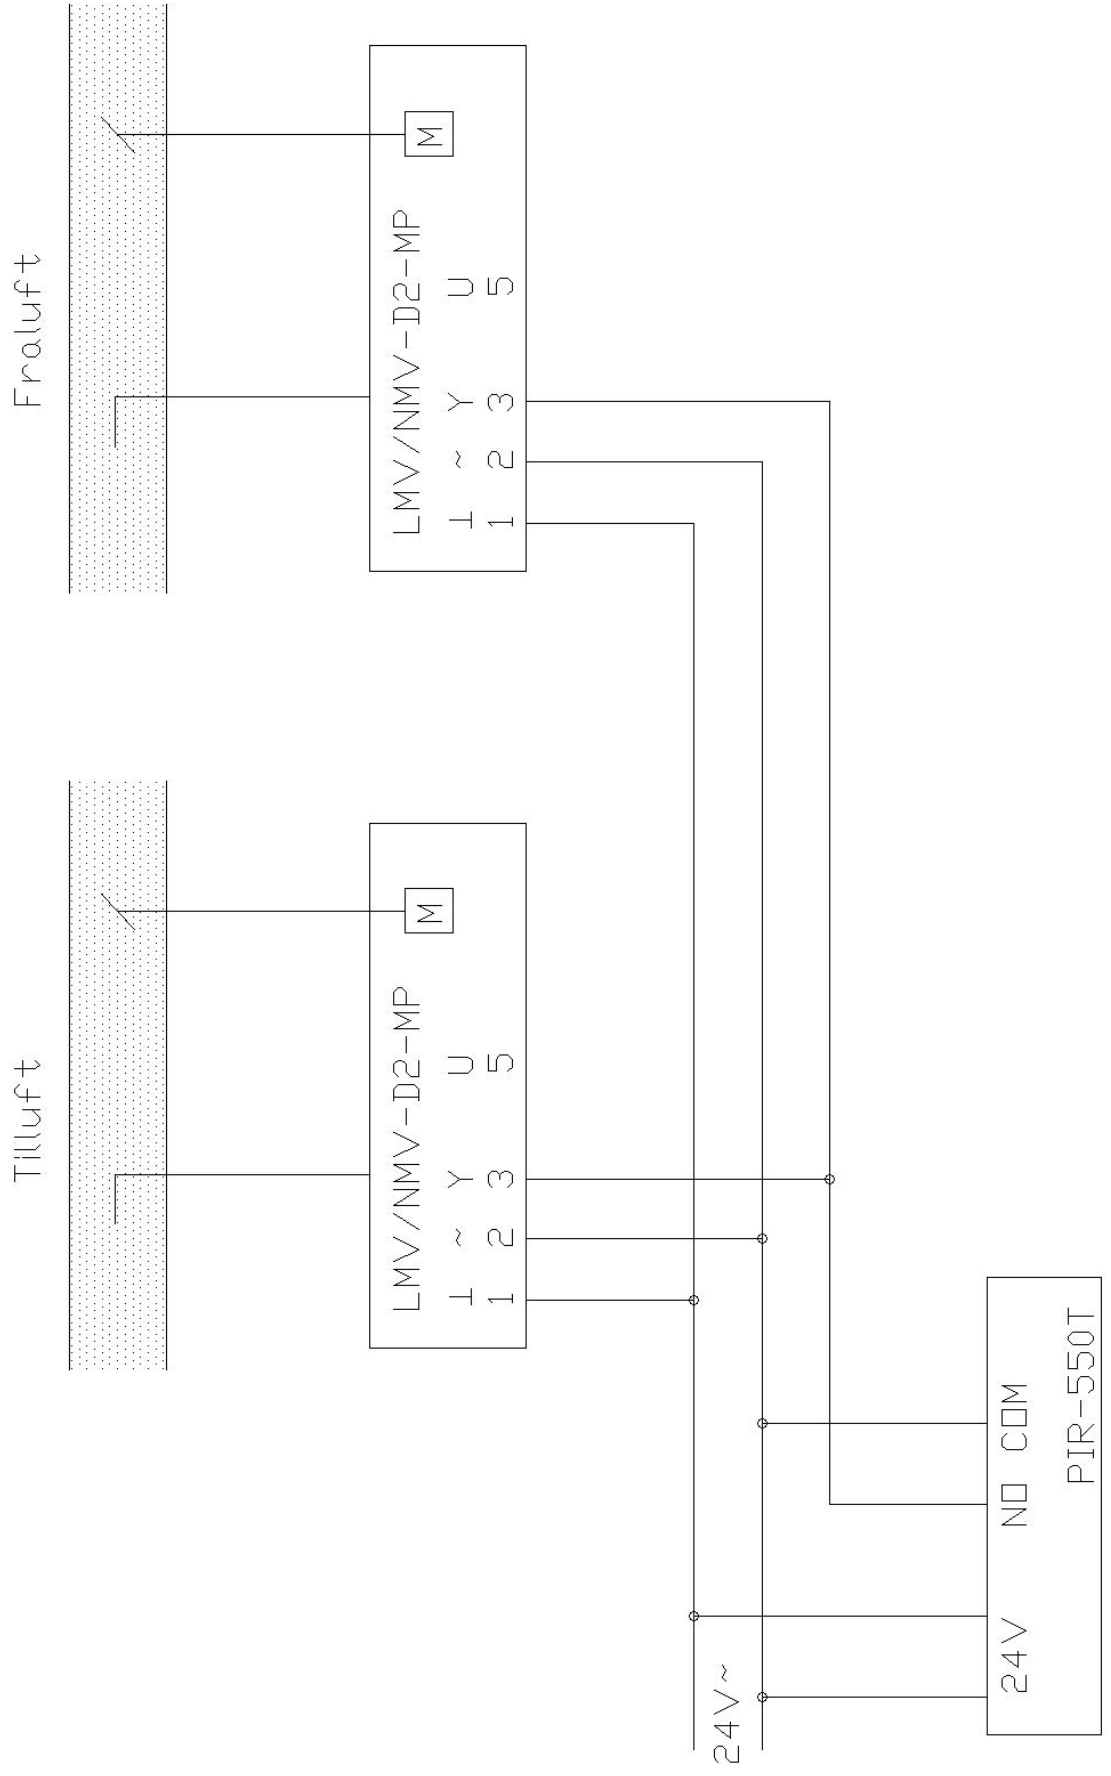 Tilluft
Fraluft
LMV/NMV-D2-MP
M
⊥ ~ Y U
1 2 3 5
LMV/NMV-D2-MP
M
⊥ ~ Y U
1 2 3 5
24V~
24V NO COM
PIR-550T